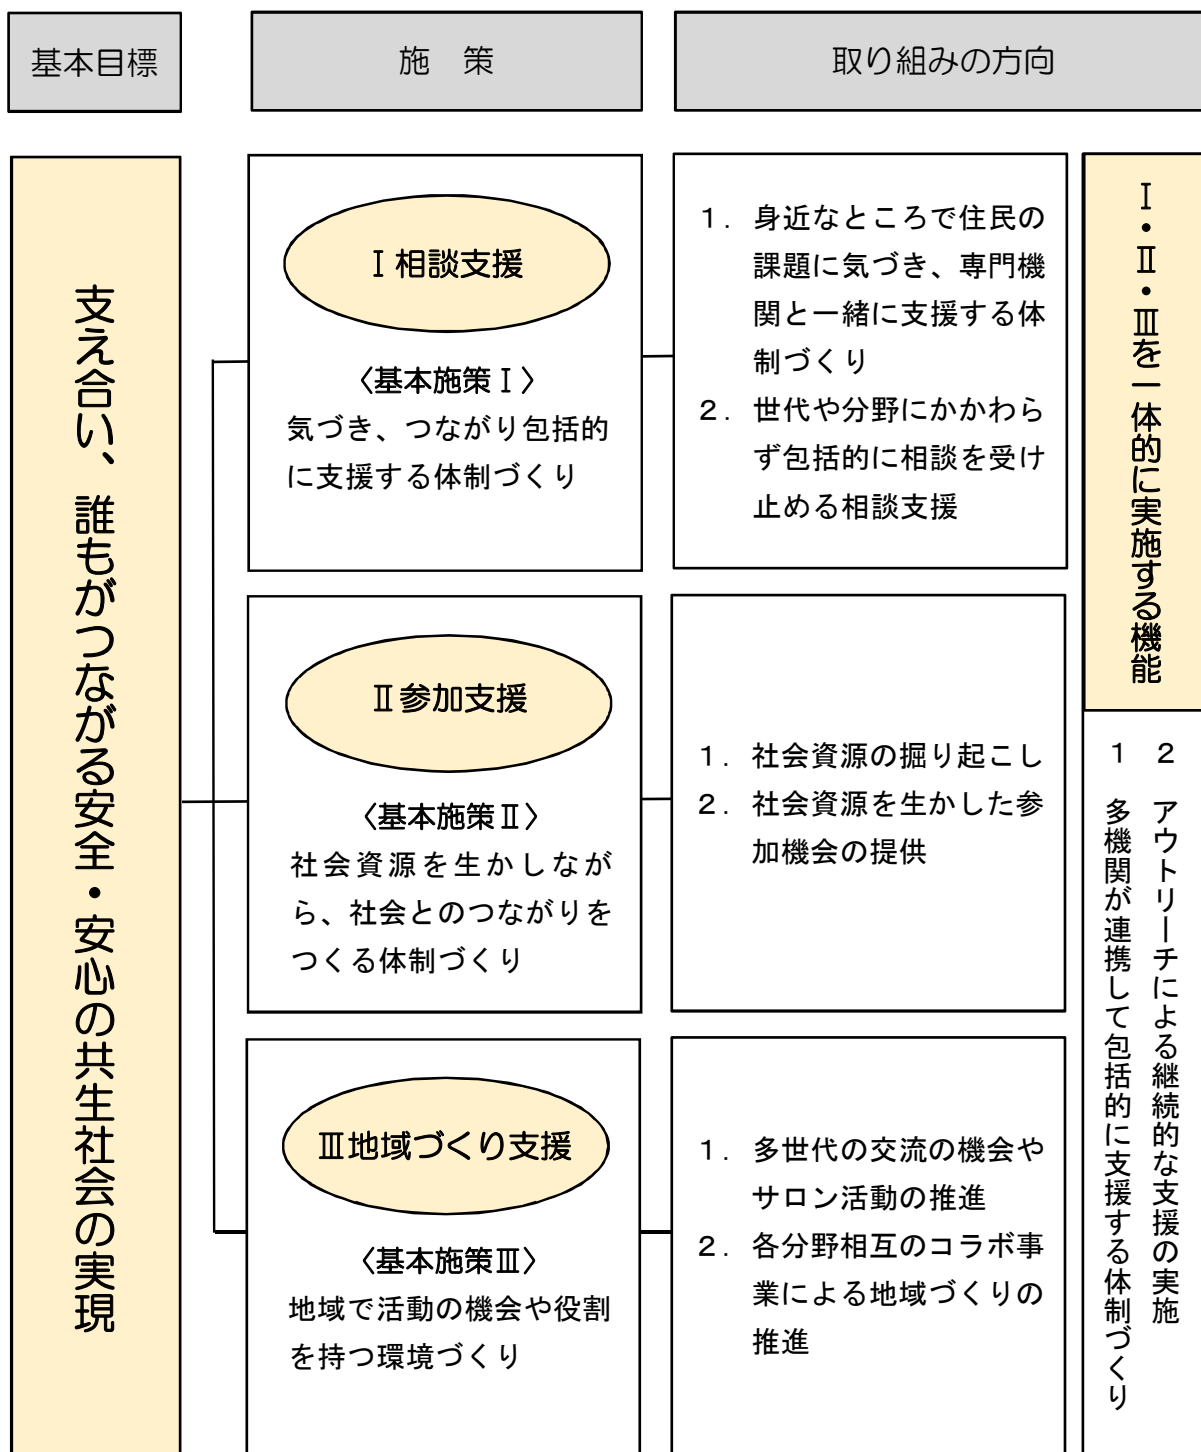 基本目標
施 策
取り組みの方向
支え合い、誰もがつながる安全・安心の共生社会の実現
Ⅰ相談支援
〈基本施策Ⅰ〉
気づき、つながり包括的
に支援する体制づくり
1．身近なところで住民の
課題に気づき、専門機
関と一緒に支援する体
制づくり
2．世代や分野にかかわら
ず包括的に相談を受け
止める相談支援
Ⅱ参加支援
〈基本施策Ⅱ〉
社会資源を生かしなが
ら、社会とのつながりを
つくる体制づくり
1．社会資源の掘り起こし
2．社会資源を生かした参
加機会の提供
Ⅲ地域づくり支援
〈基本施策Ⅲ〉
地域で活動の機会や役割
を持つ環境づくり
1．多世代の交流の機会や
サロン活動の推進
2．各分野相互のコラボ事
業による地域づくりの
推進
Ⅰ・Ⅱ・Ⅲを一体的に実施する機能
1 多機関が連携して包括的に支援する体制づくり
2 アウトリーチによる継続的な支援の実施